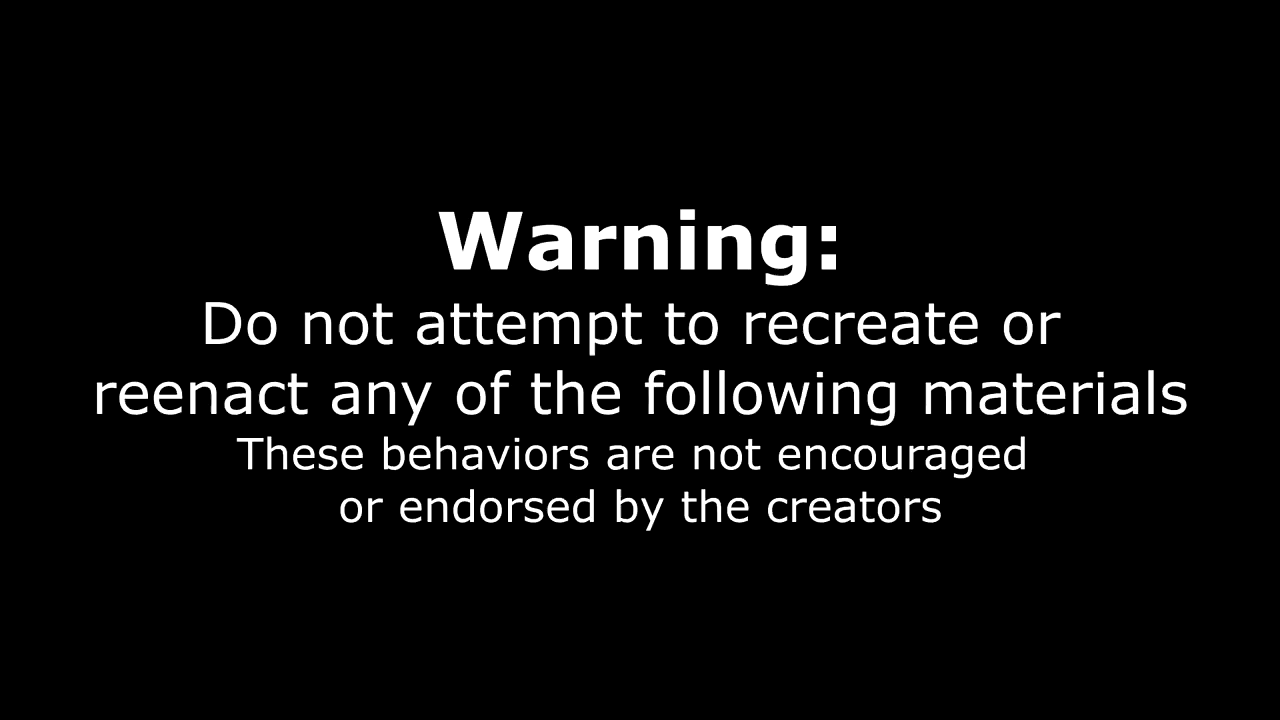 Warning:
Do not attempt to recreate or
reenact any of the following materials
These behaviors are not encouraged
or endorsed by the creators